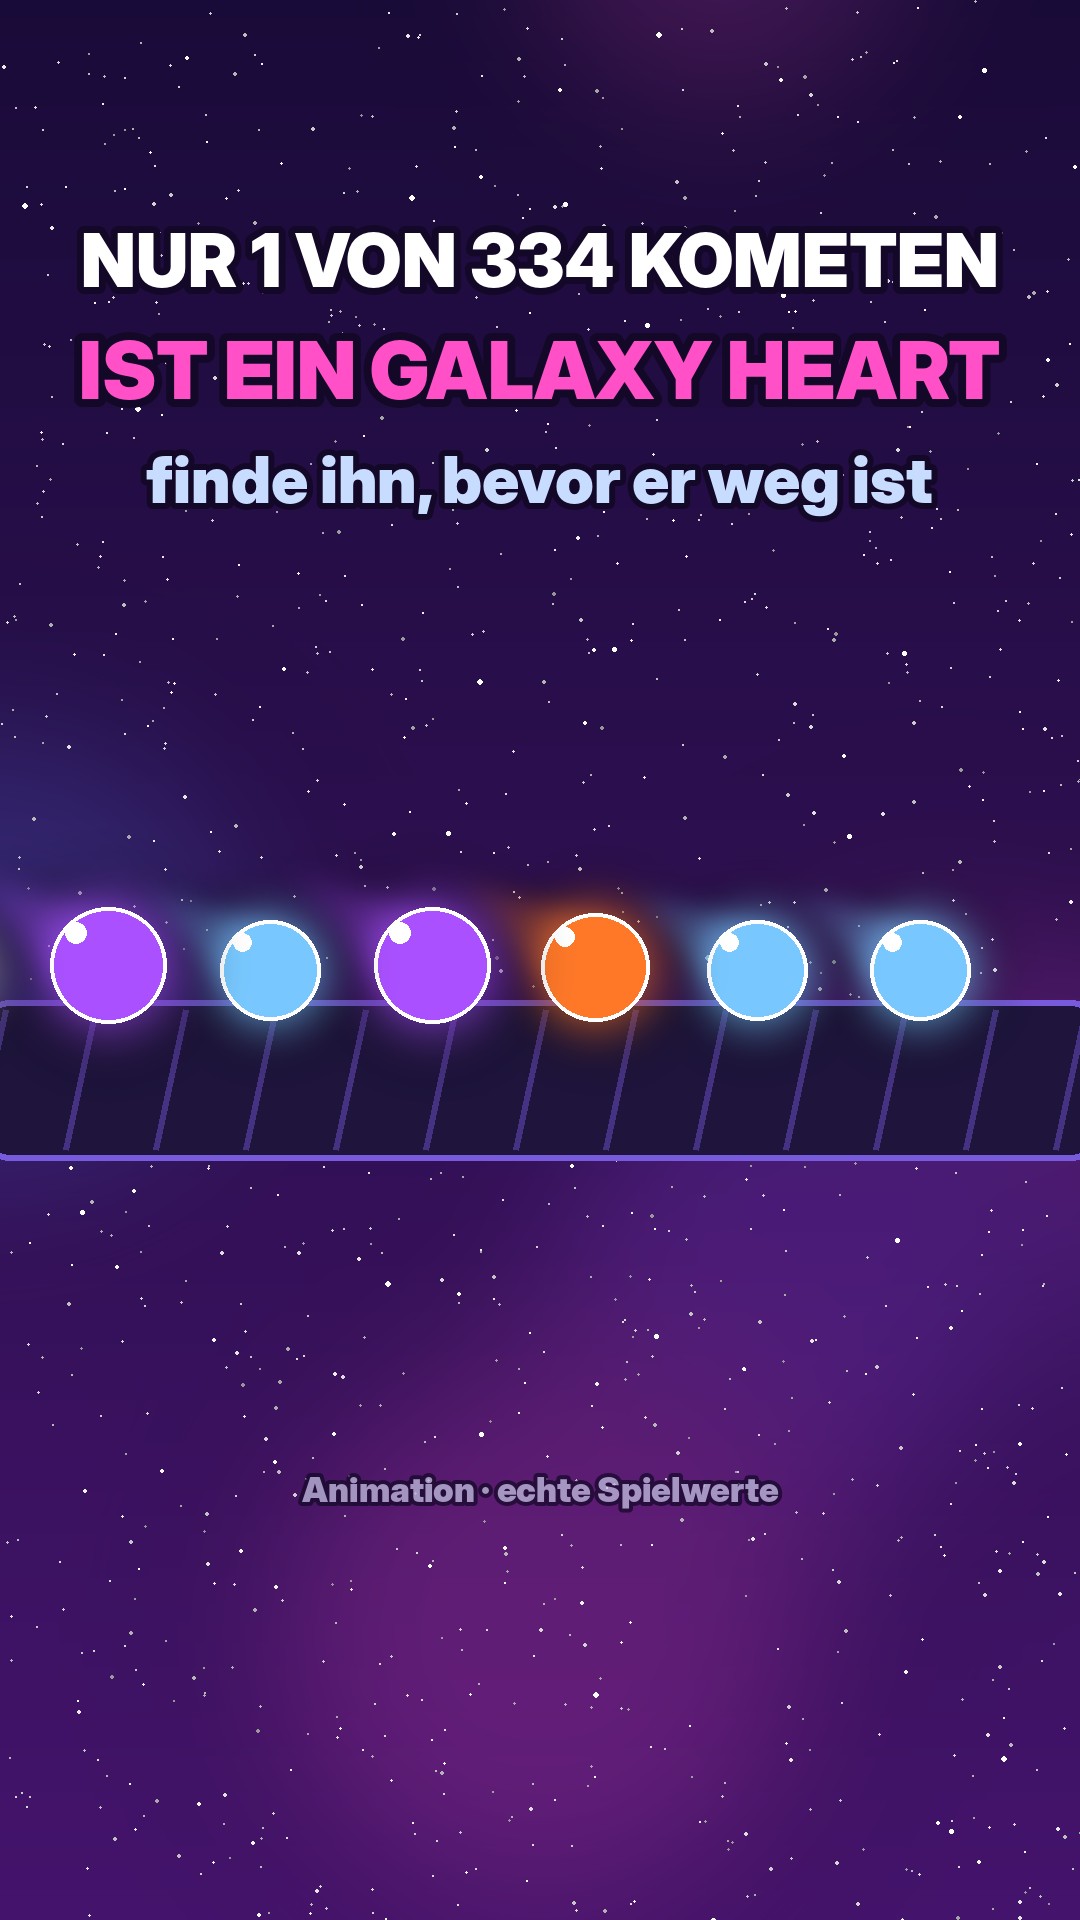 NUR 1 VON 334 KOMETEN
IST EIN GALAXY HEART
finde ihn, bevor er weg ist
Animation · echte Spielwerte